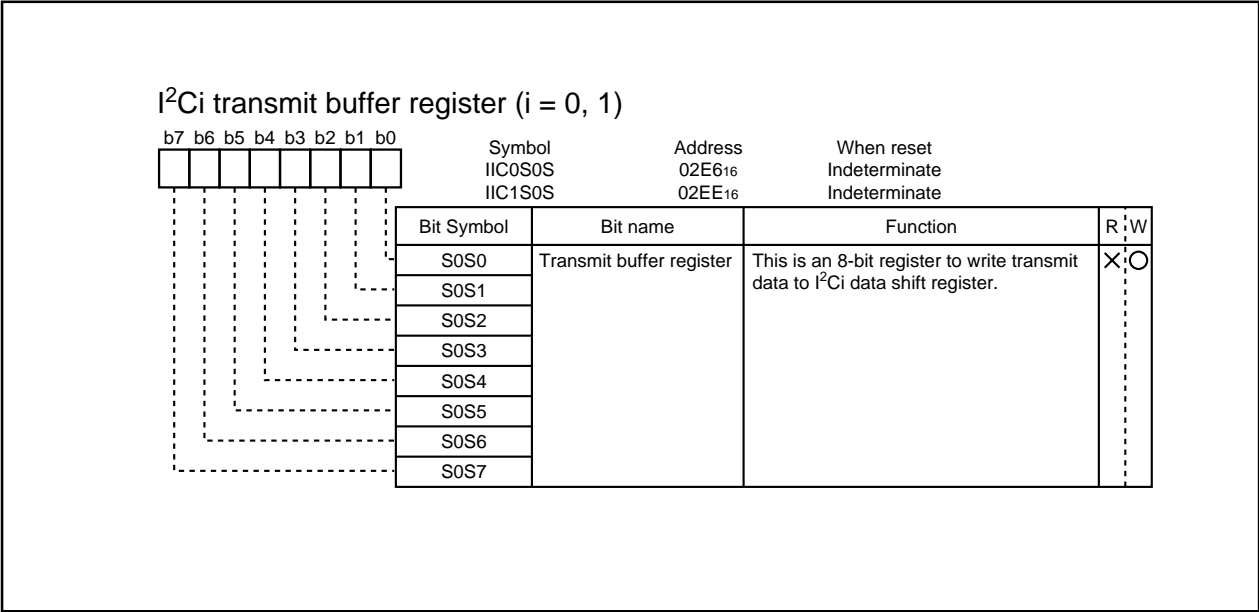 I²Ci transmit buffer register (i = 0, 1)
b7 b6 b5 b4 b3 b2 b1 b0
Symbol Address When reset
IIC0S0S 02E6₁₆ Indeterminate
IIC1S0S 02EE₁₆ Indeterminate
Bit Symbol Bit name Function R W
S0S0 Transmit buffer register This is an 8-bit register to write transmit × ○
data to I²Ci data shift register.
S0S1
S0S2
S0S3
S0S4
S0S5
S0S6
S0S7